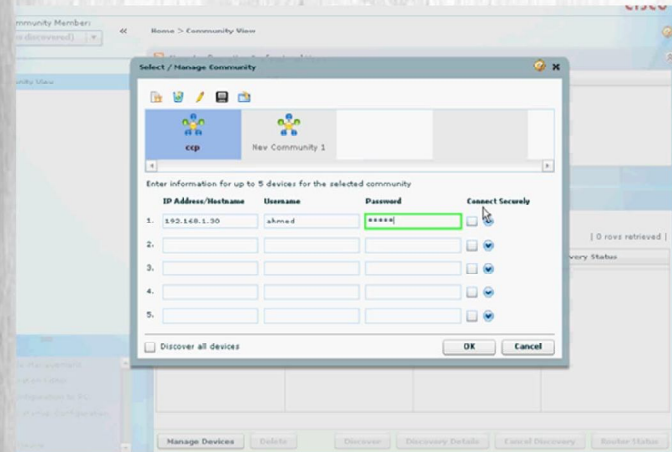 CISCO
Community Member:
«
Home > Community View
Select / Manage Community
ccp
New Community 1
Enter information for up to 5 devices for the selected community
IP Address/Hostname Username Password Connect Securely
1. 192.168.1.30 ahmed *****
2.
3.
4.
5.
| 0 rows retrieved |
Discover all devices
OK Cancel
Manage Devices Delete Discover Discovery Details Cancel Discovery Router Status